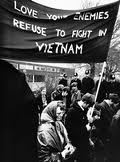 LOVE YOUR ENEMIES
REFUSE TO FIGHT IN
VIETNAM